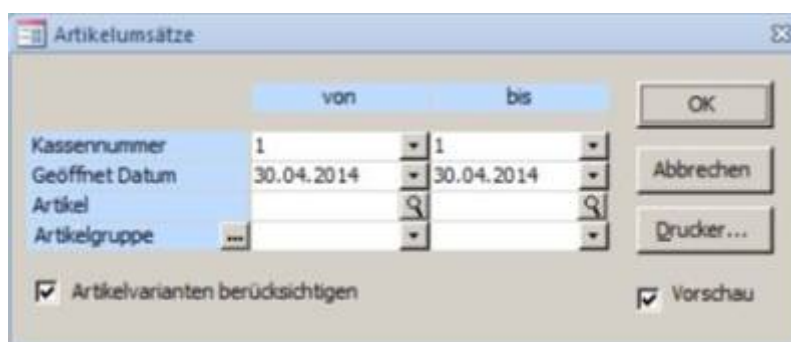 Artikelumsätze
von bis
OK
Kassennummer 1 1
Geöffnet Datum 30.04.2014 30.04.2014
Abbrechen
Artikel
Artikelgruppe ...
Drucker...
Artikelvarianten berücksichtigen
Vorschau